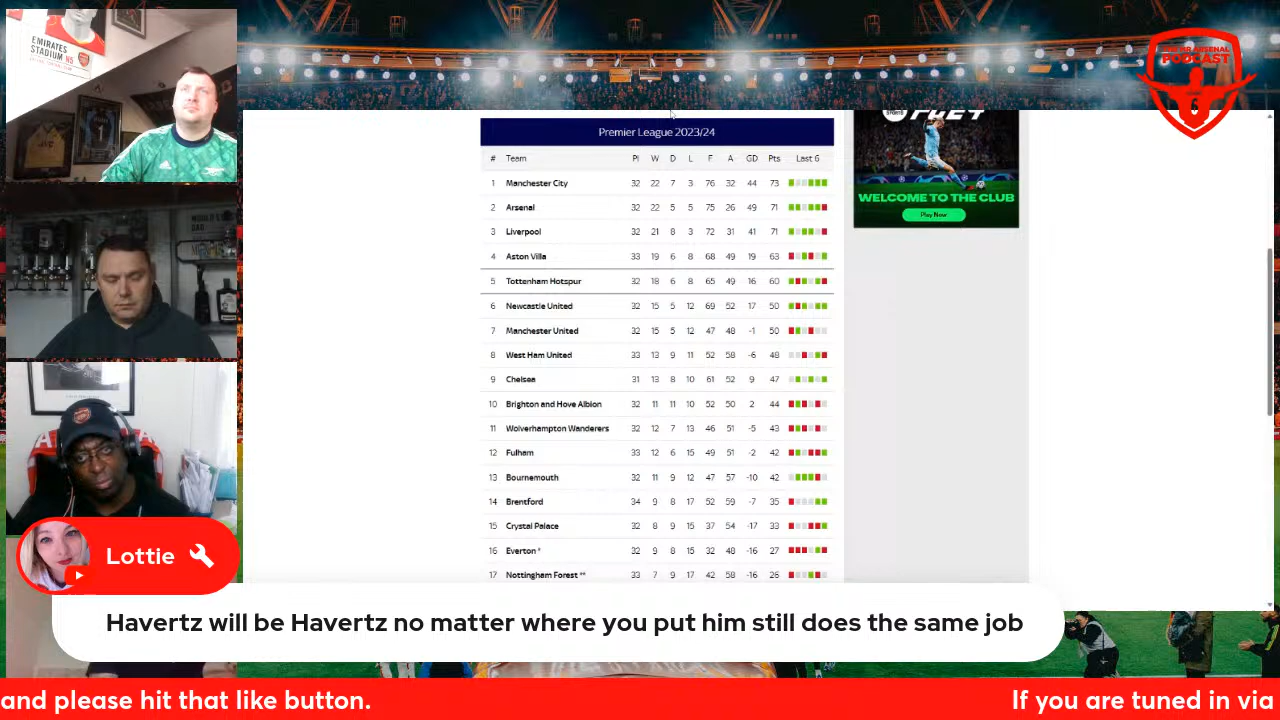 EMIRATES
STADIUM N5
JVC
1
WORLD'S
DAD
THE MR ARSENAL
PODCAST
Premier League 2023/24
# Team Pl W D L F A GD Pts Last 6
1 Manchester City 32 22 7 3 76 32 44 73
2 Arsenal 32 22 5 5 75 26 49 71
3 Liverpool 32 21 8 3 72 31 41 71
4 Aston Villa 33 19 6 8 68 49 19 63
5 Tottenham Hotspur 32 18 6 8 65 49 16 60
6 Newcastle United 32 15 5 12 69 52 17 50
7 Manchester United 32 15 5 12 47 48 -1 50
8 West Ham United 33 13 9 11 52 58 -6 48
9 Chelsea 31 13 8 10 61 52 9 47
10 Brighton and Hove Albion 32 11 11 10 52 50 2 44
11 Wolverhampton Wanderers 32 12 7 13 46 51 -5 43
12 Fulham 33 12 6 15 49 51 -2 42
13 Bournemouth 32 11 9 12 47 57 -10 42
14 Brentford 34 9 8 17 52 59 -7 35
15 Crystal Palace 32 8 9 15 37 54 -17 33
16 Everton * 32 9 8 15 32 48 -16 27
17 Nottingham Forest ** 33 7 9 17 42 58 -16 26
WELCOME TO THE CLUB
Play Now
Lottie
Havertz will be Havertz no matter where you put him still does the same job
and please hit that like button.
If you are tuned in via